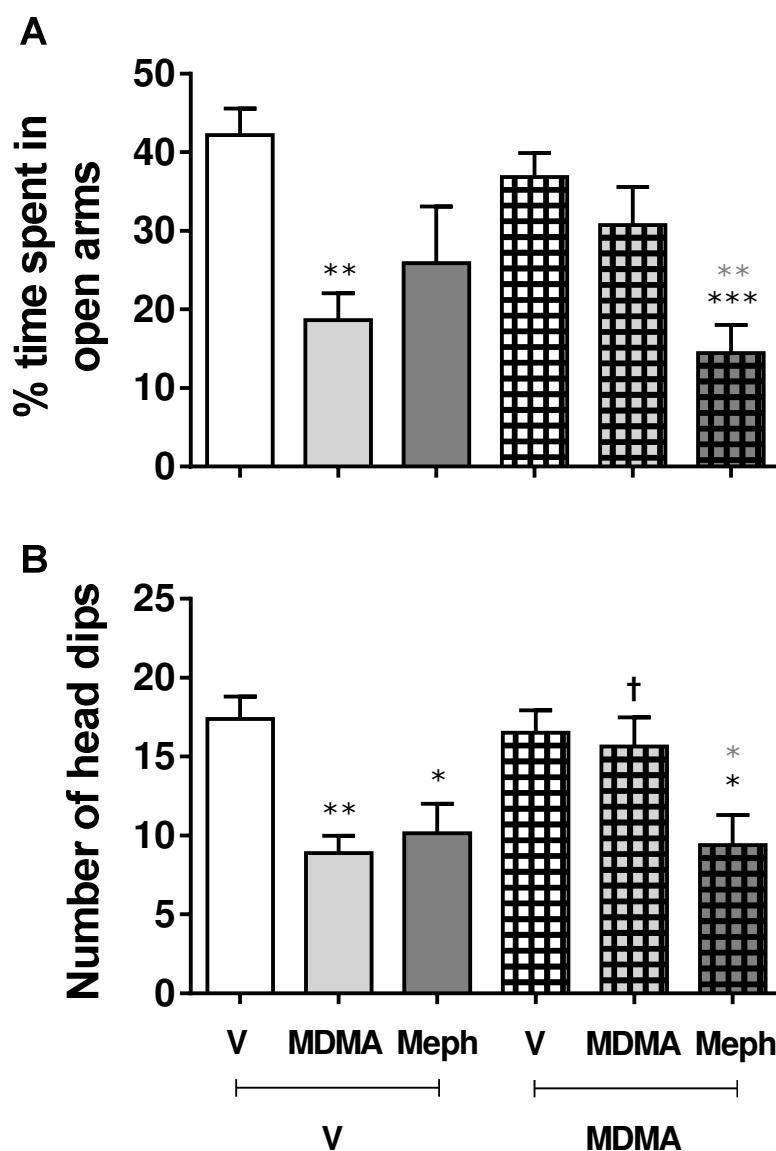 A
% time spent in
open arms
50
40
30
20
10
0
**
**
***
B
Number of head dips
25
20
15
10
5
0
**
*
†
*
*
V MDMA Meph V MDMA Meph
V MDMA